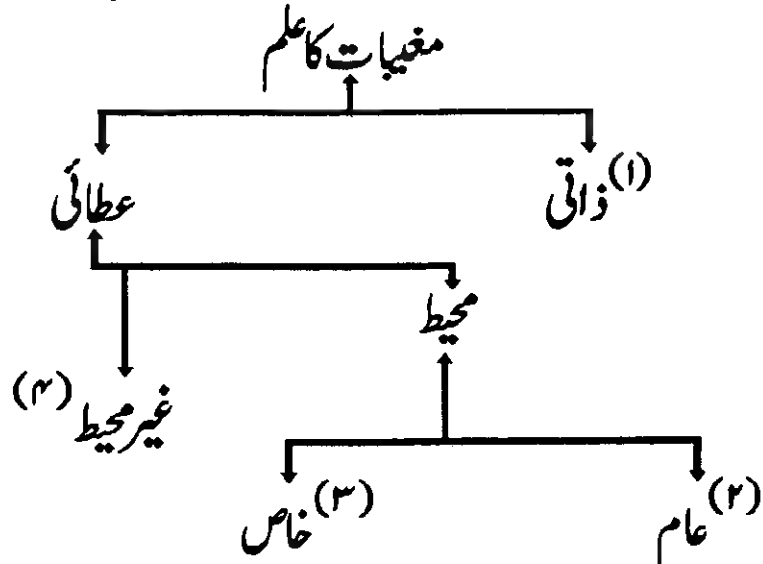 مغیبات کا علم
ذاتی (۱)
عطائی
محیط
غیر محیط (۴)
عام (۲)
خاص (۳)